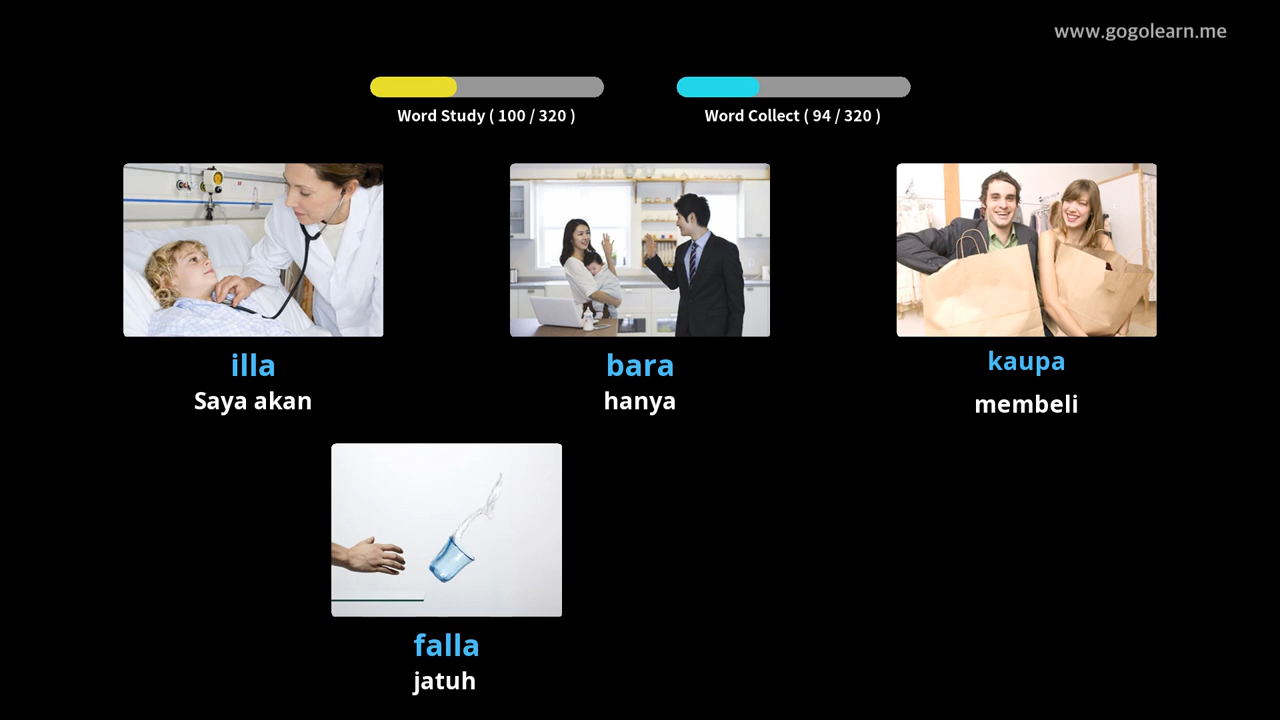 www.gogolearn.me
Word Study ( 100 / 320 )
Word Collect ( 94 / 320 )
illa
Saya akan
bara
hanya
kaupa
membeli
falla
jatuh